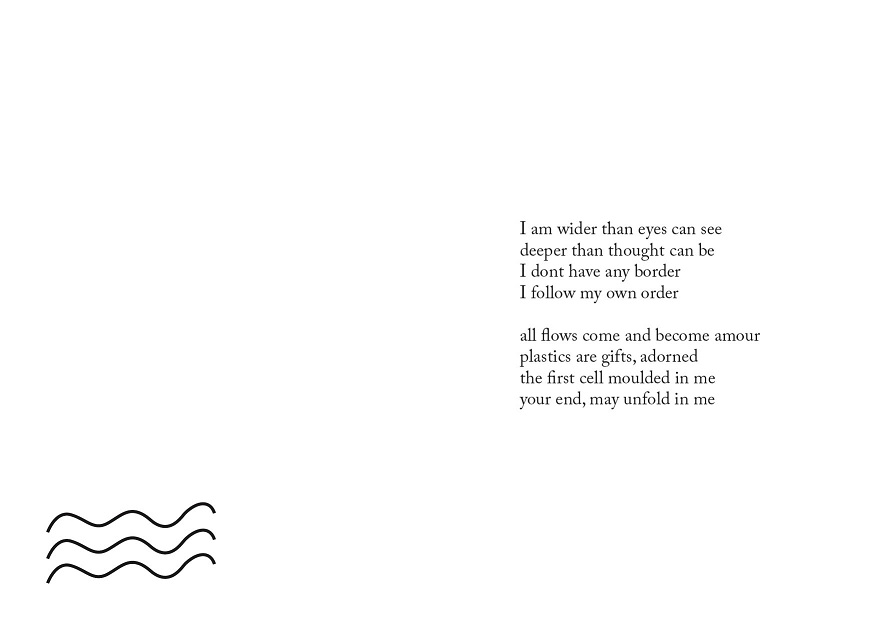 I am wider than eyes can see
deeper than thought can be
I dont have any border
I follow my own order
all flows come and become amour
plastics are gifts, adorned
the first cell moulded in me
your end, may unfold in me